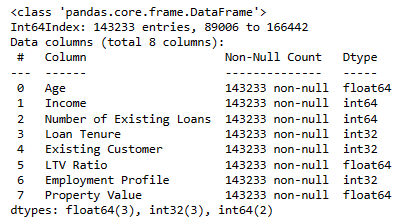 <class 'pandas.core.frame.DataFrame'>
Int64Index: 143233 entries, 89006 to 166442
Data columns (total 8 columns):
 #   Column                    Non-Null Count   Dtype
---  ------                    --------------   -----
 0   Age                       143233 non-null  float64
 1   Income                    143233 non-null  int64
 2   Number of Existing Loans  143233 non-null  int64
 3   Loan Tenure               143233 non-null  int32
 4   Existing Customer         143233 non-null  int32
 5   LTV Ratio                 143233 non-null  float64
 6   Employment Profile        143233 non-null  int32
 7   Property Value            143233 non-null  float64
dtypes: float64(3), int32(3), int64(2)